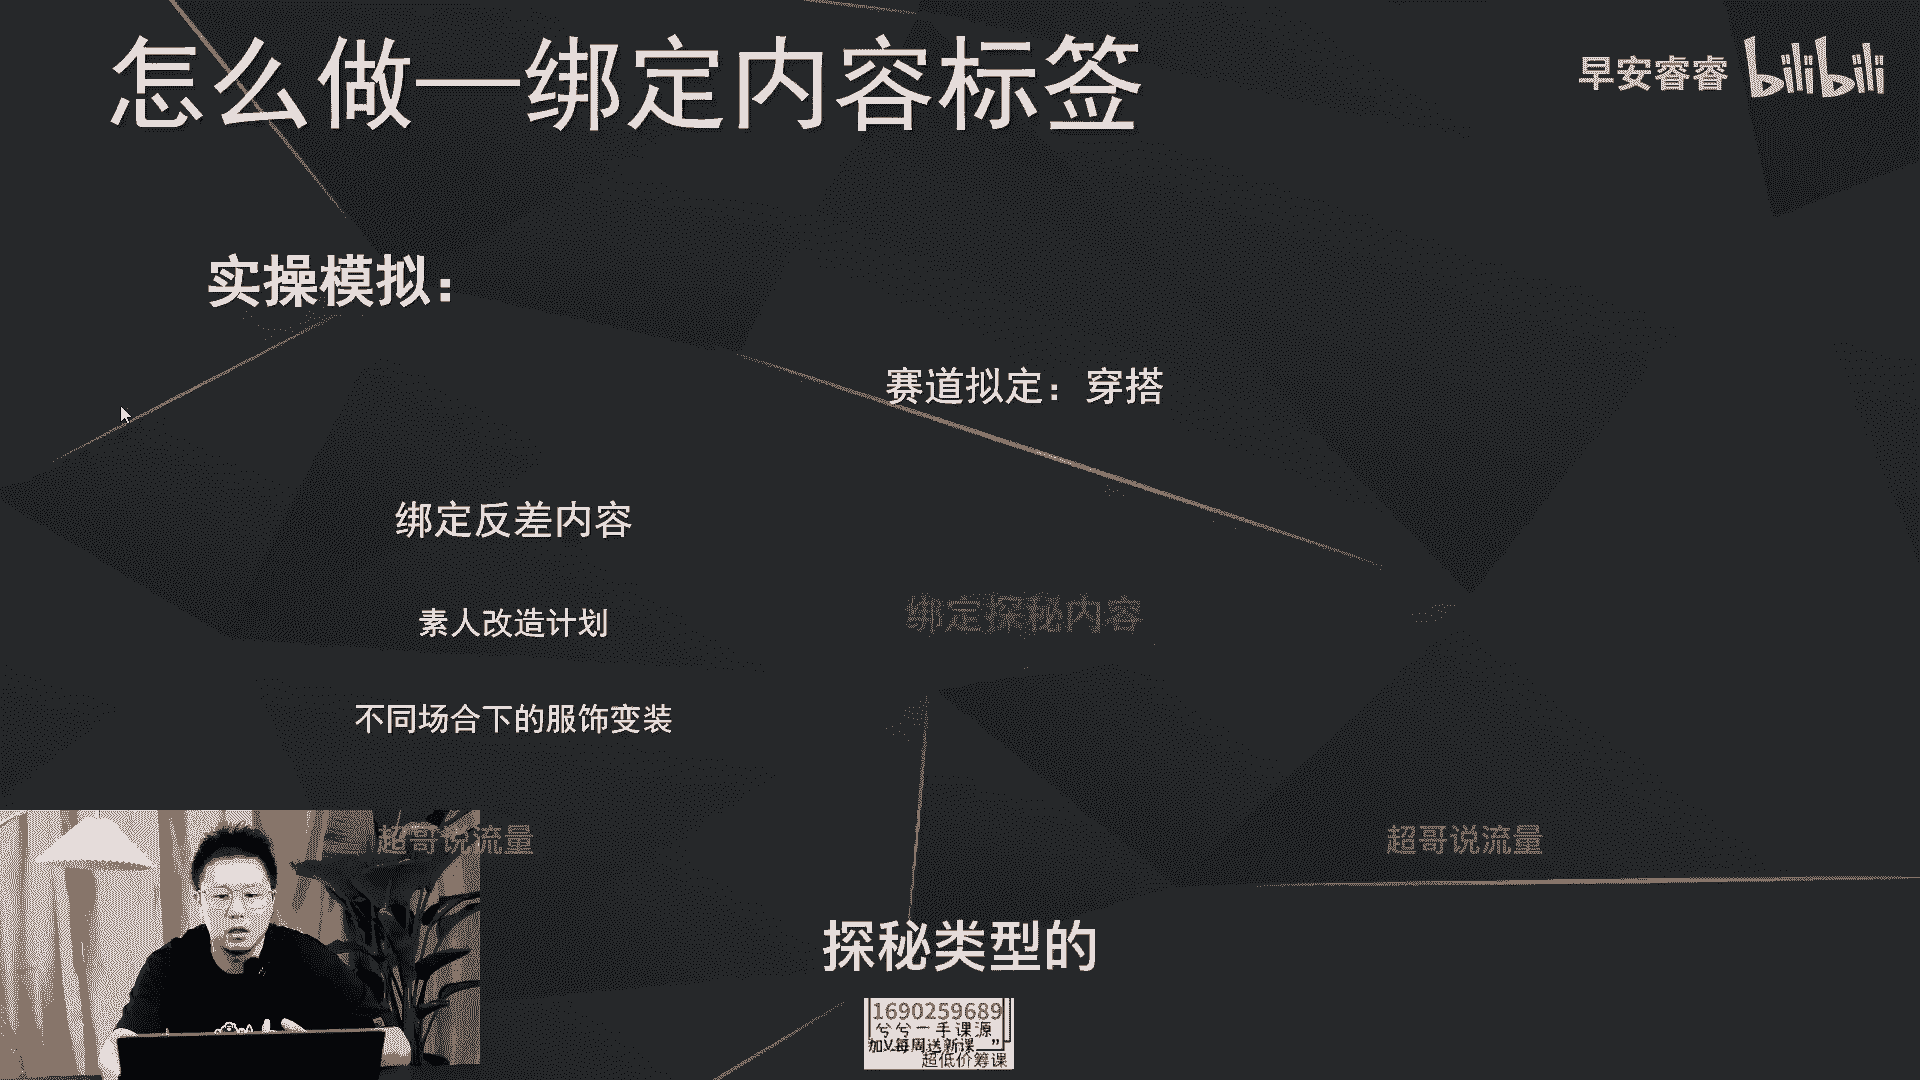 怎么做—绑定内容标签
早安睿睿 bilibili
实操模拟：
赛道拟定：穿搭
绑定反差内容
素人改造计划
绑定探秘内容
不同场合下的服饰变装
超哥说流量
超哥说流量
探秘类型的
1690259689
兮兮一手课源
加V每周送新课
超低价筹课